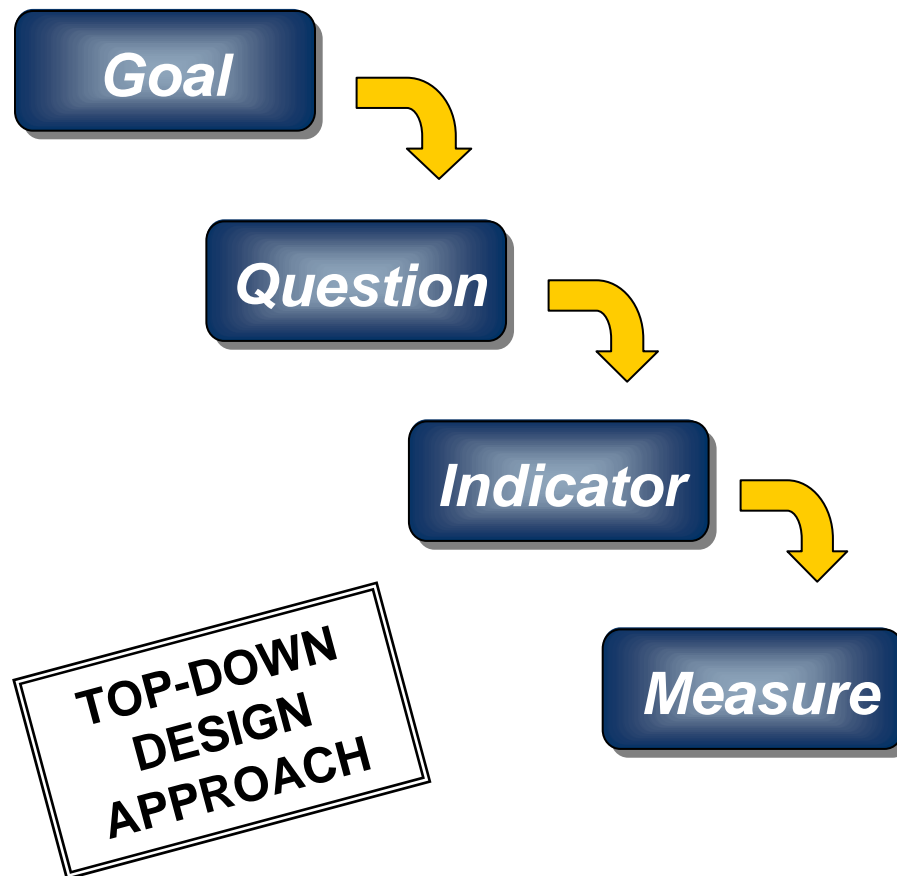 Goal
Question
Indicator
Measure
TOP-DOWN
DESIGN
APPROACH